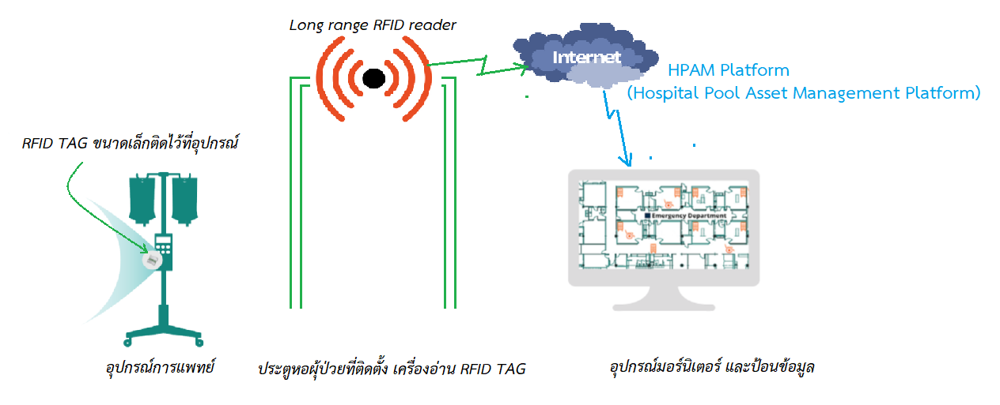 Long range RFID reader
Internet
HPAM Platform
(Hospital Pool Asset Management Platform)
RFID TAG ขนาดเล็กติดไว้ที่อุปกรณ์
Emergency Department
อุปกรณ์การแพทย์
ประตูหอผุ้ป่วยที่ติดตั้ง เครื่องอ่าน RFID TAG
อุปกรณ์มอร์นิเตอร์ และป้อนข้อมูล